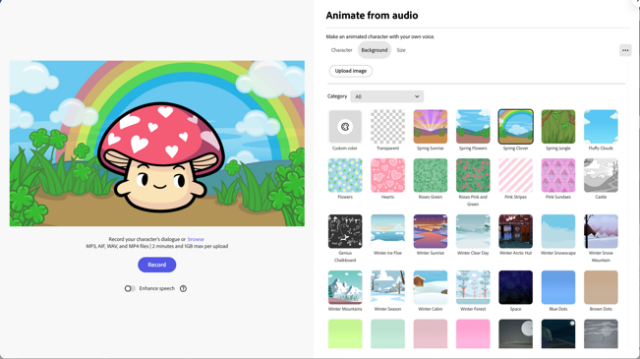 Animate from audio
Make an animated character with your own voice.
Character Background Size
Upload image
Category All
Custom color Transparent Spring Sunrise Spring Flowers Spring Clover Spring Jungle Fluffy Clouds
Flowers Hearts Roses Green Roses Pink and Green Pink Stripes Pink Sundaes Castle
Genius Chalkboard Winter Ice Floe Winter Sunrise Winter Clear Day Winter Arctic Hut Winter Snowscape Winter Snow Mountain
Winter Mountains Winter Season Winter Cabin Winter Forest Space Blue Dots Brown Dots
Record your character's dialogue or browse
MP3, AIF, WAV, and MP4 files | 2 minutes and 1GB max per upload
Record
Enhance speech